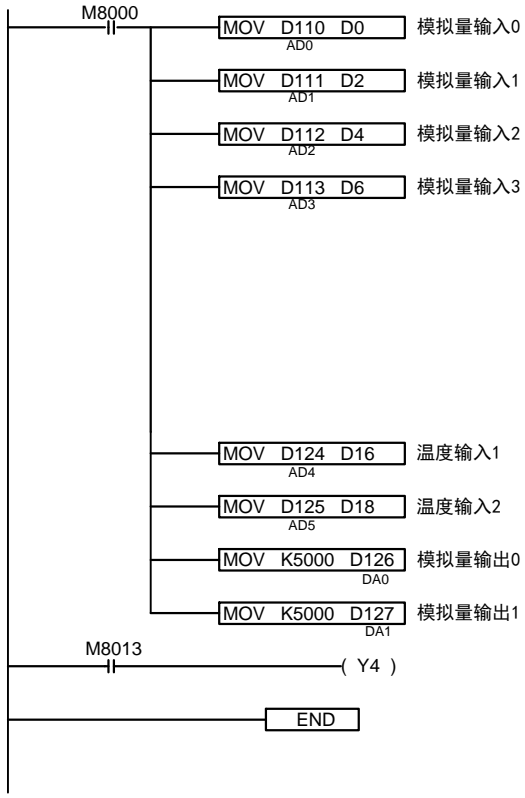 M8000
MOV D110 D0 模拟量输入0
AD0
MOV D111 D2 模拟量输入1
AD1
MOV D112 D4 模拟量输入2
AD2
MOV D113 D6 模拟量输入3
AD3
MOV D124 D16 温度输入1
AD4
MOV D125 D18 温度输入2
AD5
MOV K5000 D126 模拟量输出0
DA0
MOV K5000 D127 模拟量输出1
DA1
M8013
( Y4 )
END